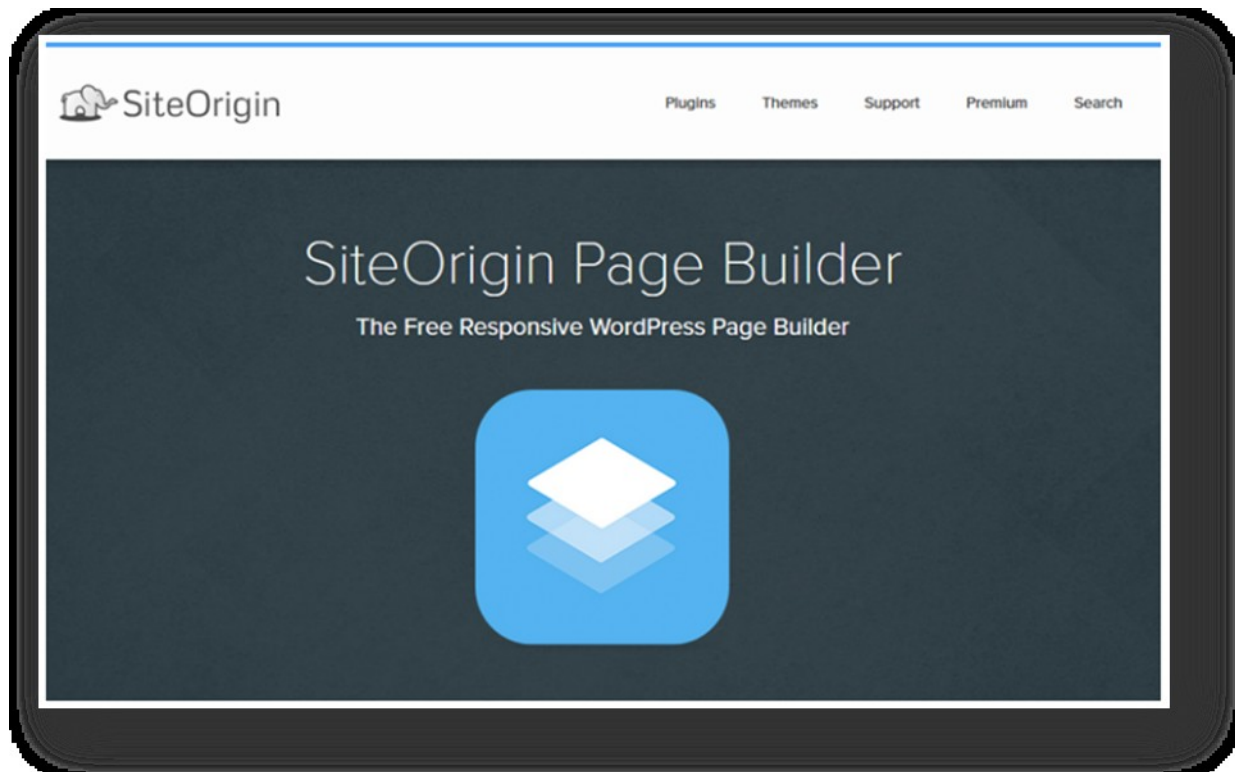 SiteOrigin
Plugins Themes Support Premium Search
SiteOrigin Page Builder
The Free Responsive WordPress Page Builder